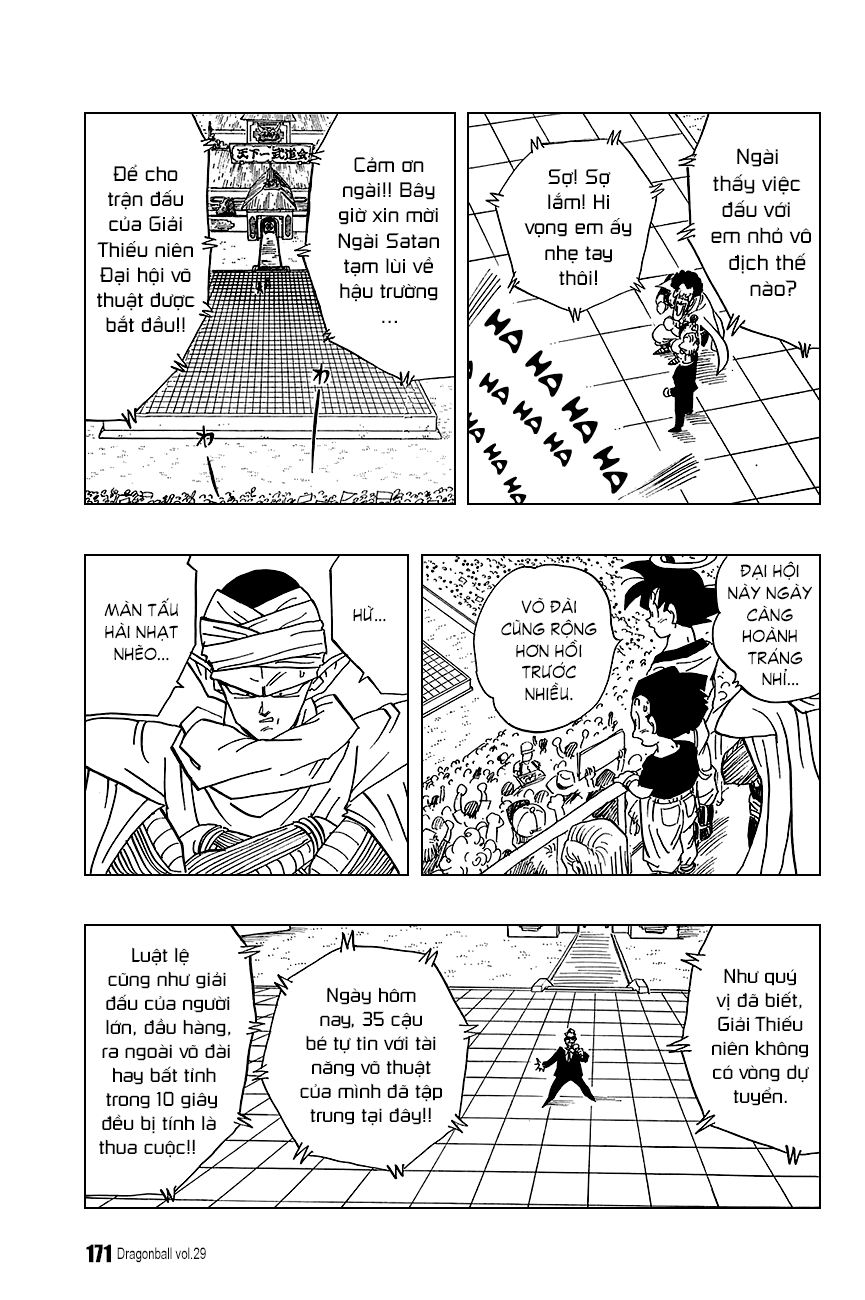 Ngài
thấy việc
đấu với
em nhỏ vô
địch thế
nào?
Sợ! Sợ
lắm! Hi
vọng em ấy
nhẹ tay
thôi!
HA HA HA HA HA
HA HA HA HA HA
HA HA HA HA
Cảm ơn
ngài!! Bây
giờ xin mời
Ngài Satan
tạm lùi về
hậu trường
...
Để cho
trận đấu
của Giải
Thiếu niên
Đại hội võ
thuật được
bắt đầu!!
天下一武道会
わ
わ
ĐẠI HỘI
NÀY NGÀY
CÀNG
HOÀNH
TRÁNG
NHỈ...
VÕ ĐÀI
CŨNG RỘNG
HƠN HỒI
TRƯỚC
NHIỀU.
HỪ...
MÀN TẤU
HÀI NHẠT
NHẼO...
Như quý
vị đã biết,
Giải Thiếu
niên không
có vòng dự
tuyển.
Ngày hôm
nay, 35 cậu
bé tự tin với tài
năng võ thuật
của mình đã tập
trung tại đây!!
Luật lệ
cũng như giải
đấu của người
lớn, đầu hàng,
ra ngoài võ đài
hay bất tỉnh
trong 10 giây
đều bị tính là
thua cuộc!!
171 Dragonball vol.29